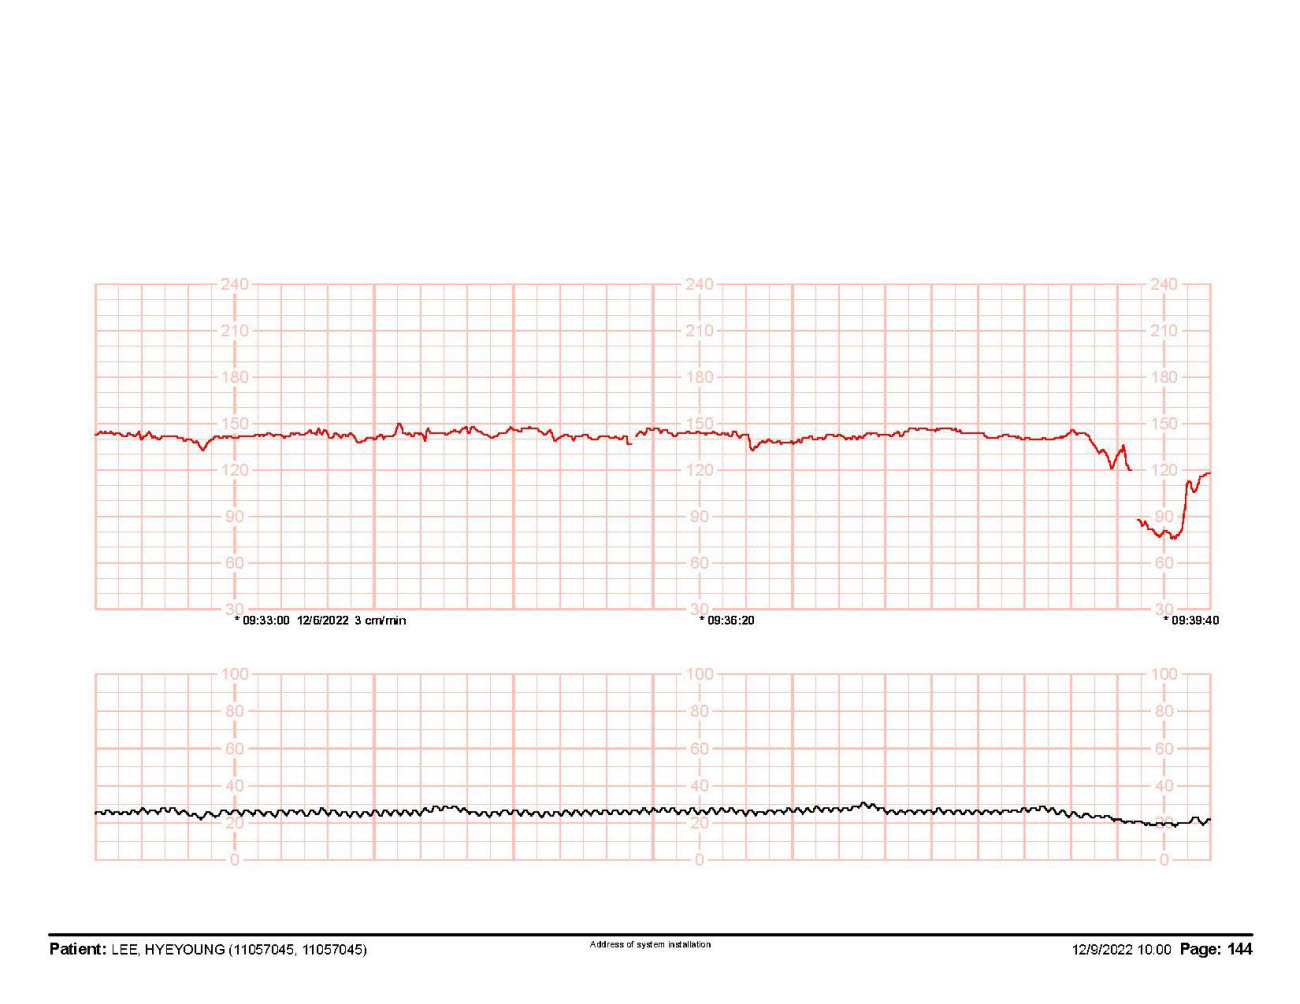 240 240 240
210 210 210
180 180 180
150 150 150
120 120 120
90 90 90
60 60 60
30 30 30
* 09:33:00 12/6/2022 3 cm/min * 09:36:20 * 09:39:40
100 100 100
80 80 80
60 60 60
40 40 40
20 20 20
0 0 0
Patient: LEE, HYEYOUNG (11057045, 11057045) Address of system installation 12/9/2022 10:00 Page: 144